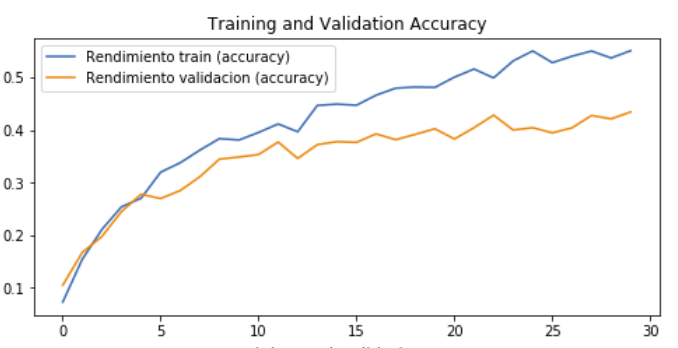 Training and Validation Accuracy
Rendimiento train (accuracy)
Rendimiento validacion (accuracy)
0.5
0.4
0.3
0.2
0.1
0 5 10 15 20 25 30